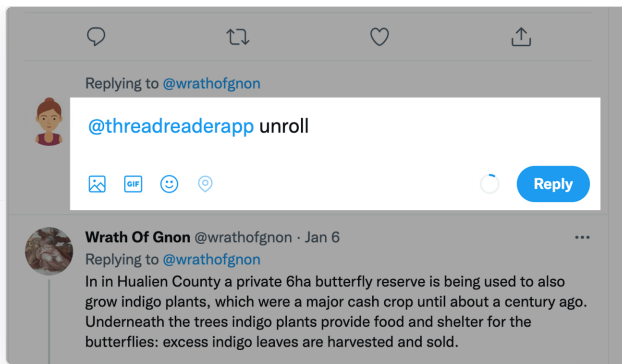 Replying to @wrathofgnon
@threadreaderapp unroll
GIF
Reply
Wrath Of Gnon @wrathofgnon · Jan 6
Replying to @wrathofgnon
In in Hualien County a private 6ha butterfly reserve is being used to also
grow indigo plants, which were a major cash crop until about a century ago.
Underneath the trees indigo plants provide food and shelter for the
butterflies: excess indigo leaves are harvested and sold.